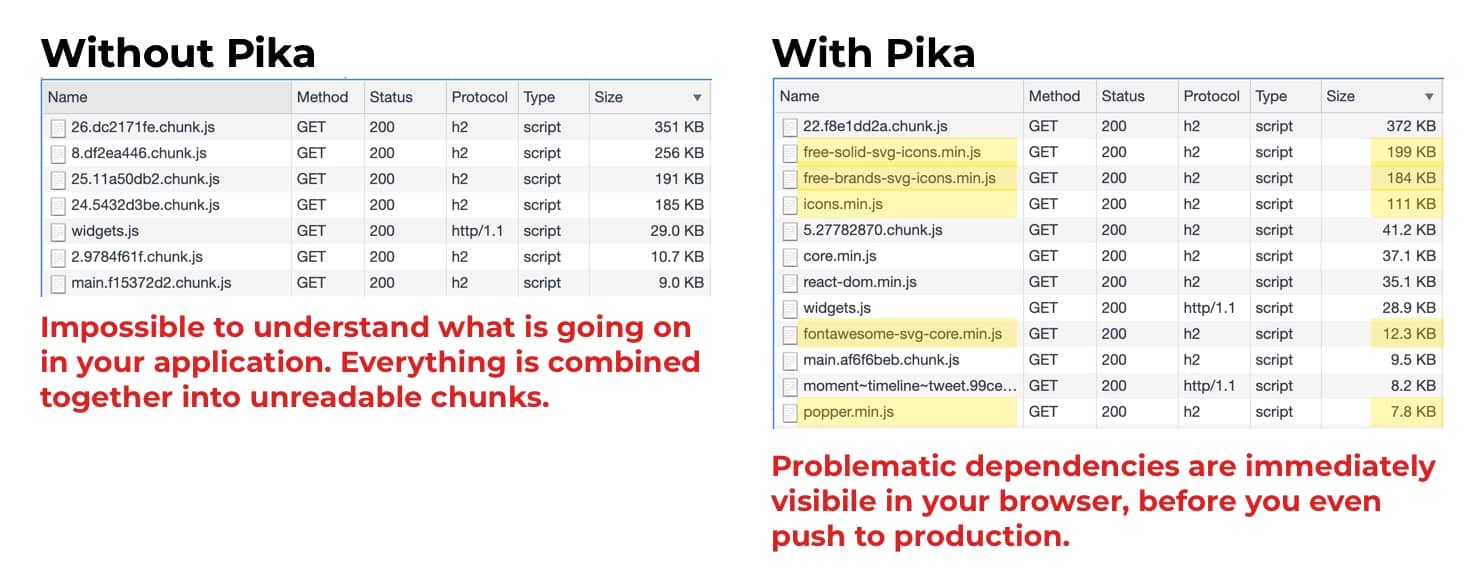 Without Pika
Name Method Status Protocol Type Size ▼
26.dc2171fe.chunk.js GET 200 h2 script 351 KB
8.df2ea446.chunk.js GET 200 h2 script 256 KB
25.11a50db2.chunk.js GET 200 h2 script 191 KB
24.5432d3be.chunk.js GET 200 h2 script 185 KB
widgets.js GET 200 http/1.1 script 29.0 KB
2.9784f61f.chunk.js GET 200 h2 script 10.7 KB
main.f15372d2.chunk.js GET 200 h2 script 9.0 KB
Impossible to understand what is going on
in your application. Everything is combined
together into unreadable chunks.
With Pika
Name Method Status Protocol Type Size ▼
22.f8e1dd2a.chunk.js GET 200 h2 script 372 KB
free-solid-svg-icons.min.js GET 200 h2 script 199 KB
free-brands-svg-icons.min.js GET 200 h2 script 184 KB
icons.min.js GET 200 h2 script 111 KB
5.27782870.chunk.js GET 200 h2 script 41.2 KB
core.min.js GET 200 h2 script 37.1 KB
react-dom.min.js GET 200 h2 script 35.1 KB
widgets.js GET 200 http/1.1 script 28.9 KB
fontawesome-svg-core.min.js GET 200 h2 script 12.3 KB
main.af6f6beb.chunk.js GET 200 h2 script 9.5 KB
moment~timeline~tweet.99ce... GET 200 http/1.1 script 8.2 KB
popper.min.js GET 200 h2 script 7.8 KB
Problematic dependencies are immediately
visibile in your browser, before you even
push to production.